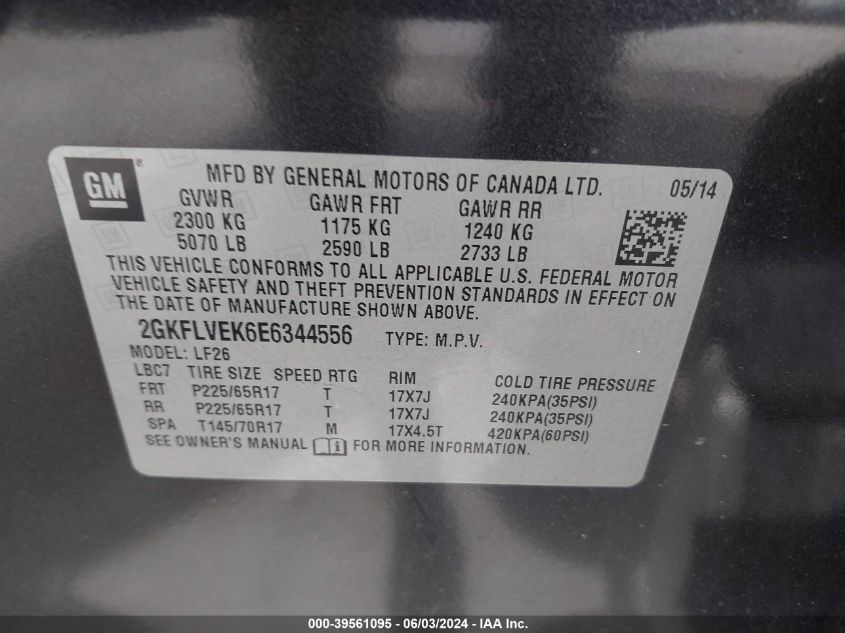 GM ® MFD BY GENERAL MOTORS OF CANADA LTD. 05/14
GVWR GAWR FRT GAWR RR
2300 KG 1175 KG 1240 KG
5070 LB 2590 LB 2733 LB
THIS VEHICLE CONFORMS TO ALL APPLICABLE U.S. FEDERAL MOTOR
VEHICLE SAFETY AND THEFT PREVENTION STANDARDS IN EFFECT ON
THE DATE OF MANUFACTURE SHOWN ABOVE.
2GKFLVEK6E6344556 TYPE: M.P.V.
MODEL: LF26
LBC7 TIRE SIZE SPEED RTG RIM COLD TIRE PRESSURE
FRT P225/65R17 T 17X7J 240KPA(35PSI)
RR P225/65R17 T 17X7J 240KPA(35PSI)
SPA T145/70R17 M 17X4.5T 420KPA(60PSI)
SEE OWNER'S MANUAL i FOR MORE INFORMATION.
000-39561095 - 06/03/2024 - IAA Inc.